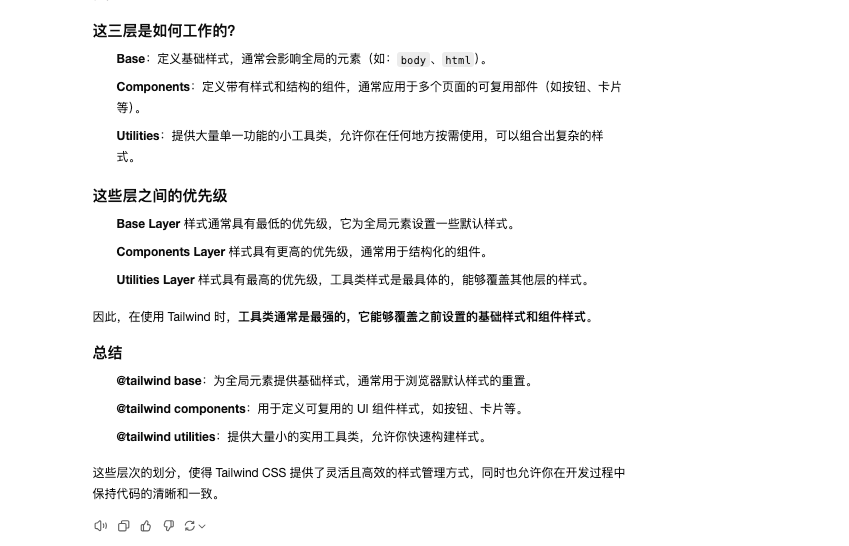 这三层是如何工作的?
Base：定义基础样式，通常会影响全局的元素（如：body、html）。
Components：定义带有样式和结构的组件，通常应用于多个页面的可复用部件（如按钮、卡片
等）。
Utilities：提供大量单一功能的小工具类，允许你在任何地方按需使用，可以组合出复杂的样
式。
这些层之间的优先级
Base Layer 样式通常具有最低的优先级，它为全局元素设置一些默认样式。
Components Layer 样式具有更高的优先级，通常用于结构化的组件。
Utilities Layer 样式具有最高的优先级，工具类样式是最具体的，能够覆盖其他层的样式。
因此，在使用 Tailwind 时，工具类通常是最强的，它能够覆盖之前设置的基础样式和组件样式。
总结
@tailwind base：为全局元素提供基础样式，通常用于浏览器默认样式的重置。
@tailwind components：用于定义可复用的 UI 组件样式，如按钮、卡片等。
@tailwind utilities：提供大量小的实用工具类，允许你快速构建样式。
这些层次的划分，使得 Tailwind CSS 提供了灵活且高效的样式管理方式，同时也允许你在开发过程中
保持代码的清晰和一致。